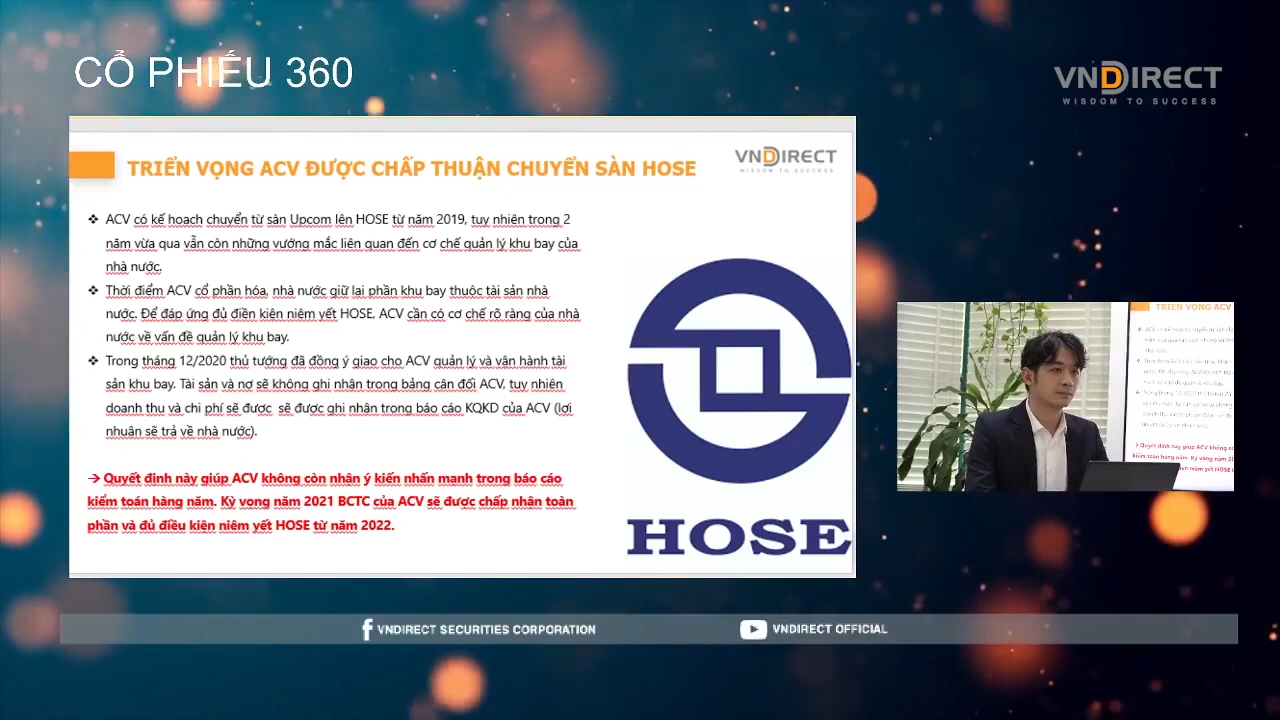 CỔ PHIẾU 360
VNDIRECT
WISDOM TO SUCCESS
TRIỂN VỌNG ACV ĐƯỢC CHẤP THUẬN CHUYỂN SÀN HOSE
VNDIRECT
WISDOM TO SUCCESS
❖ ACV có kế hoạch chuyển từ sàn Upcom lên HOSE từ năm 2019, tuy nhiên trong 2
năm vừa qua vẫn còn những vướng mắc liên quan đến cơ chế quản lý khu bay của
nhà nước.
❖ Thời điểm ACV cổ phần hóa, nhà nước giữ lại phần khu bay thuộc tài sản nhà
nước. Để đáp ứng đủ điền kiện niêm yết HOSE, ACV cần có cơ chế rõ ràng của nhà
nước về vấn đề quản lý khu bay.
❖ Trong tháng 12/2020 thủ tướng đã đồng ý giao cho ACV quản lý và vận hành tài
sản khu bay. Tài sản và nợ sẽ không ghi nhận trong bảng cân đối ACV, tuy nhiên
doanh thu và chi phí sẽ được sẽ được ghi nhận trong báo cáo KQKD của ACV (lợi
nhuận sẽ trả về nhà nước).
→ Quyết định này giúp ACV không còn nhận ý kiến nhấn mạnh trong báo cáo
kiểm toán hàng năm. Kỳ vọng năm 2021 BCTC của ACV sẽ được chấp nhận toàn
phần và đủ điều kiện niêm yết HOSE từ năm 2022.
HOSE
TRIỂN VỌNG ACV
VNDIRECT SECURITIES CORPORATION
VNDIRECT OFFICIAL